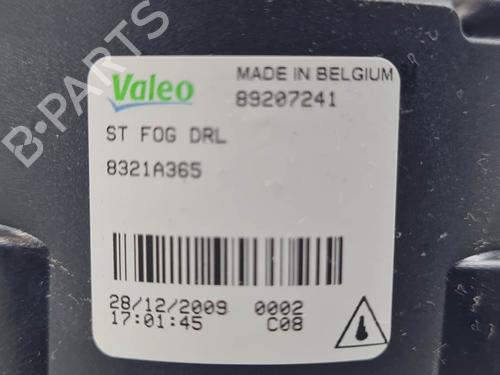 Valeo
MADE IN BELGIUM
89207241
ST FOG DRL
8321A365
28/12/2009 0002
17:01:45 C08
B-PARTS